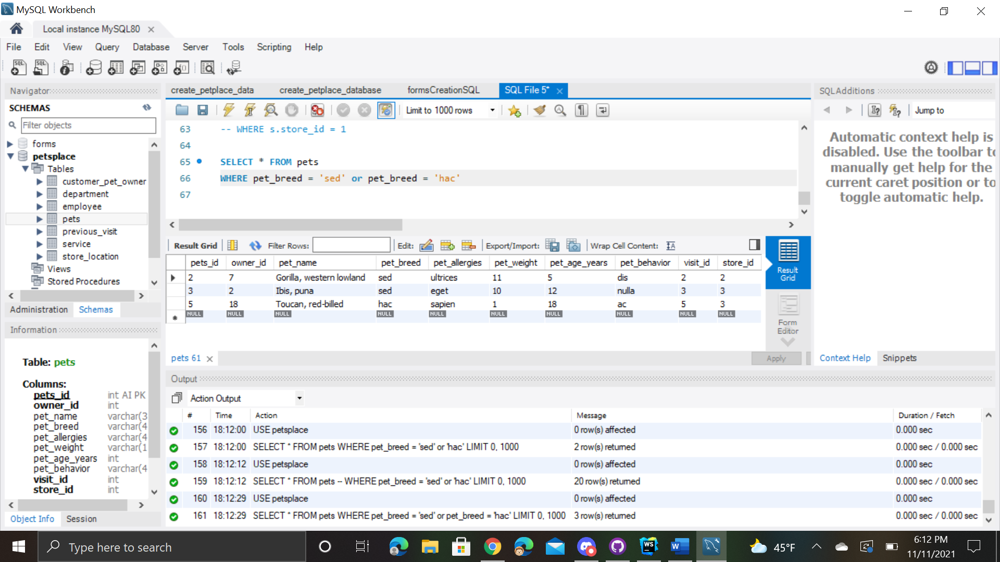 MySQL Workbench
Local instance MySQL80
File Edit View Query Database Server Tools Scripting Help
Navigator
SCHEMAS
Filter objects
forms
petsplace
Tables
customer_pet_owner
department
employee
pets
previous_visit
service
store_location
Views
Stored Procedures
Administration Schemas
Information
Table: pets
Columns:
pets_id int AI PK
owner_id int
pet_name varchar(3
pet_breed varchar(4
pet_allergies varchar(4
pet_weight varchar(1
pet_age_years int
pet_behavior varchar(4
visit_id int
store_id int
Object Info Session
create_petplace_data create_petplace_database formsCreationSQL SQL File 5*
Limit to 1000 rows
63 -- WHERE s.store_id = 1
64
65 SELECT * FROM pets
66 WHERE pet_breed = 'sed' or pet_breed = 'hac'
67
Result Grid Filter Rows: Edit: Export/Import: Wrap Cell Content:
pets_id owner_id pet_name pet_breed pet_allergies pet_weight pet_age_years pet_behavior visit_id store_id
2 7 Gorilla, western lowland sed ultrices 11 5 dis 2 2
3 2 Ibis, puna sed eget 10 12 nulla 3 3
5 18 Toucan, red-billed hac sapien 1 18 ac 5 3
NULL NULL NULL NULL NULL NULL NULL NULL NULL NULL
Result
Grid
Form
Editor
pets 61
Apply
SQLAdditions
Jump to
Automatic context help is
disabled. Use the toolbar to
manually get help for the
current caret position or to
toggle automatic help.
Context Help Snippets
Output
Action Output
# Time Action Message Duration / Fetch
156 18:12:00 USE petsplace 0 row(s) affected 0.000 sec
157 18:12:00 SELECT * FROM pets WHERE pet_breed = 'sed' or 'hac' LIMIT 0, 1000 2 row(s) returned 0.000 sec / 0.000 sec
158 18:12:12 USE petsplace 0 row(s) affected 0.000 sec
159 18:12:12 SELECT * FROM pets -- WHERE pet_breed = 'sed' or 'hac' LIMIT 0, 1000 20 row(s) returned 0.000 sec / 0.000 sec
160 18:12:29 USE petsplace 0 row(s) affected 0.000 sec
161 18:12:29 SELECT * FROM pets WHERE pet_breed = 'sed' or pet_breed = 'hac' LIMIT 0, 1000 3 row(s) returned 0.000 sec / 0.000 sec
Type here to search
WS
W
45°F
6:12 PM
11/11/2021